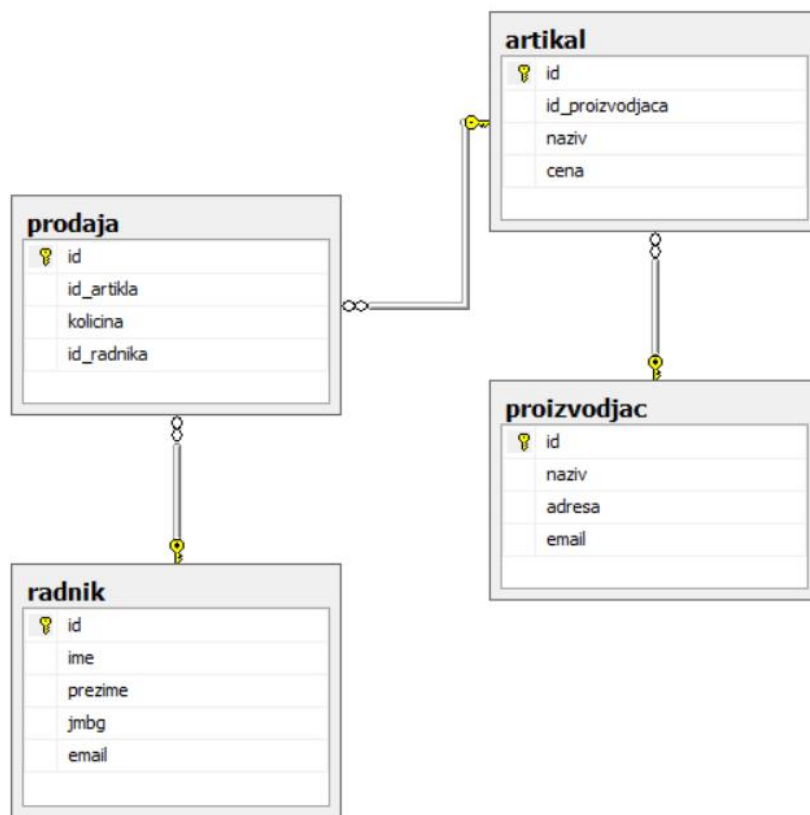 artikal
id
id_proizvodjaca
naziv
cena
prodaja
id
id_artikla
kolicina
id_radnika
proizvodjac
id
naziv
adresa
email
radnik
id
ime
prezime
jmbg
email